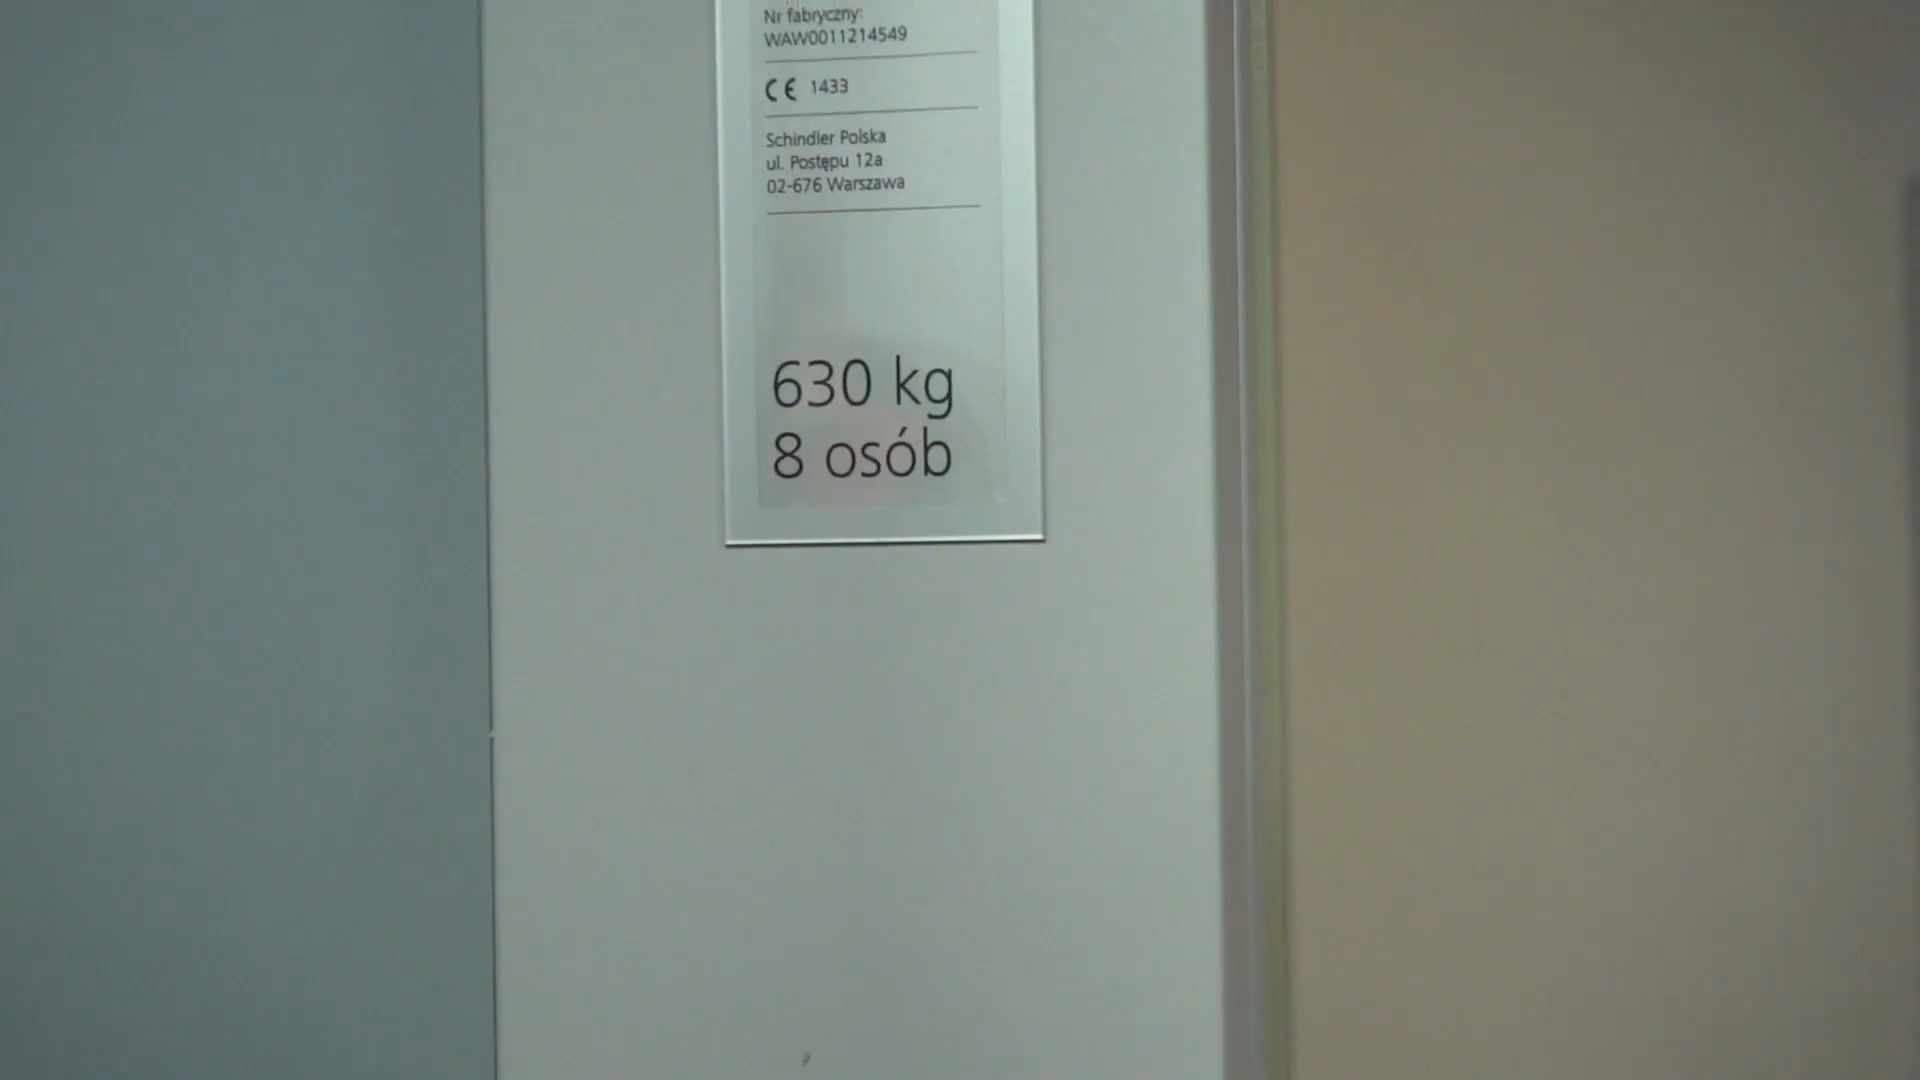 Nr fabryczny:
WAW0011214549
CE 1433
Schindler Polska
ul. Postępu 12a
02-676 Warszawa
630 kg
8 osób